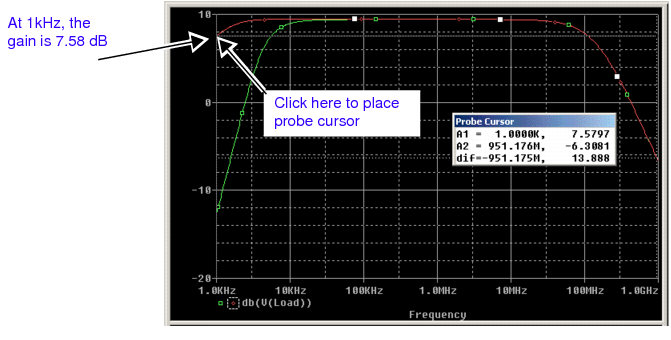 At 1kHz, the
gain is 7.58 dB
Click here to place
probe cursor
10
0
-10
-20
Probe Cursor
A1 = 1.0000K, 7.5797
A2 = 951.176M, -6.3081
dif=-951.175M, 13.888
1.0KHz 10KHz 100KHz 1.0MHz 10MHz 100MHz 1.0GHz
db(V(Load))
Frequency